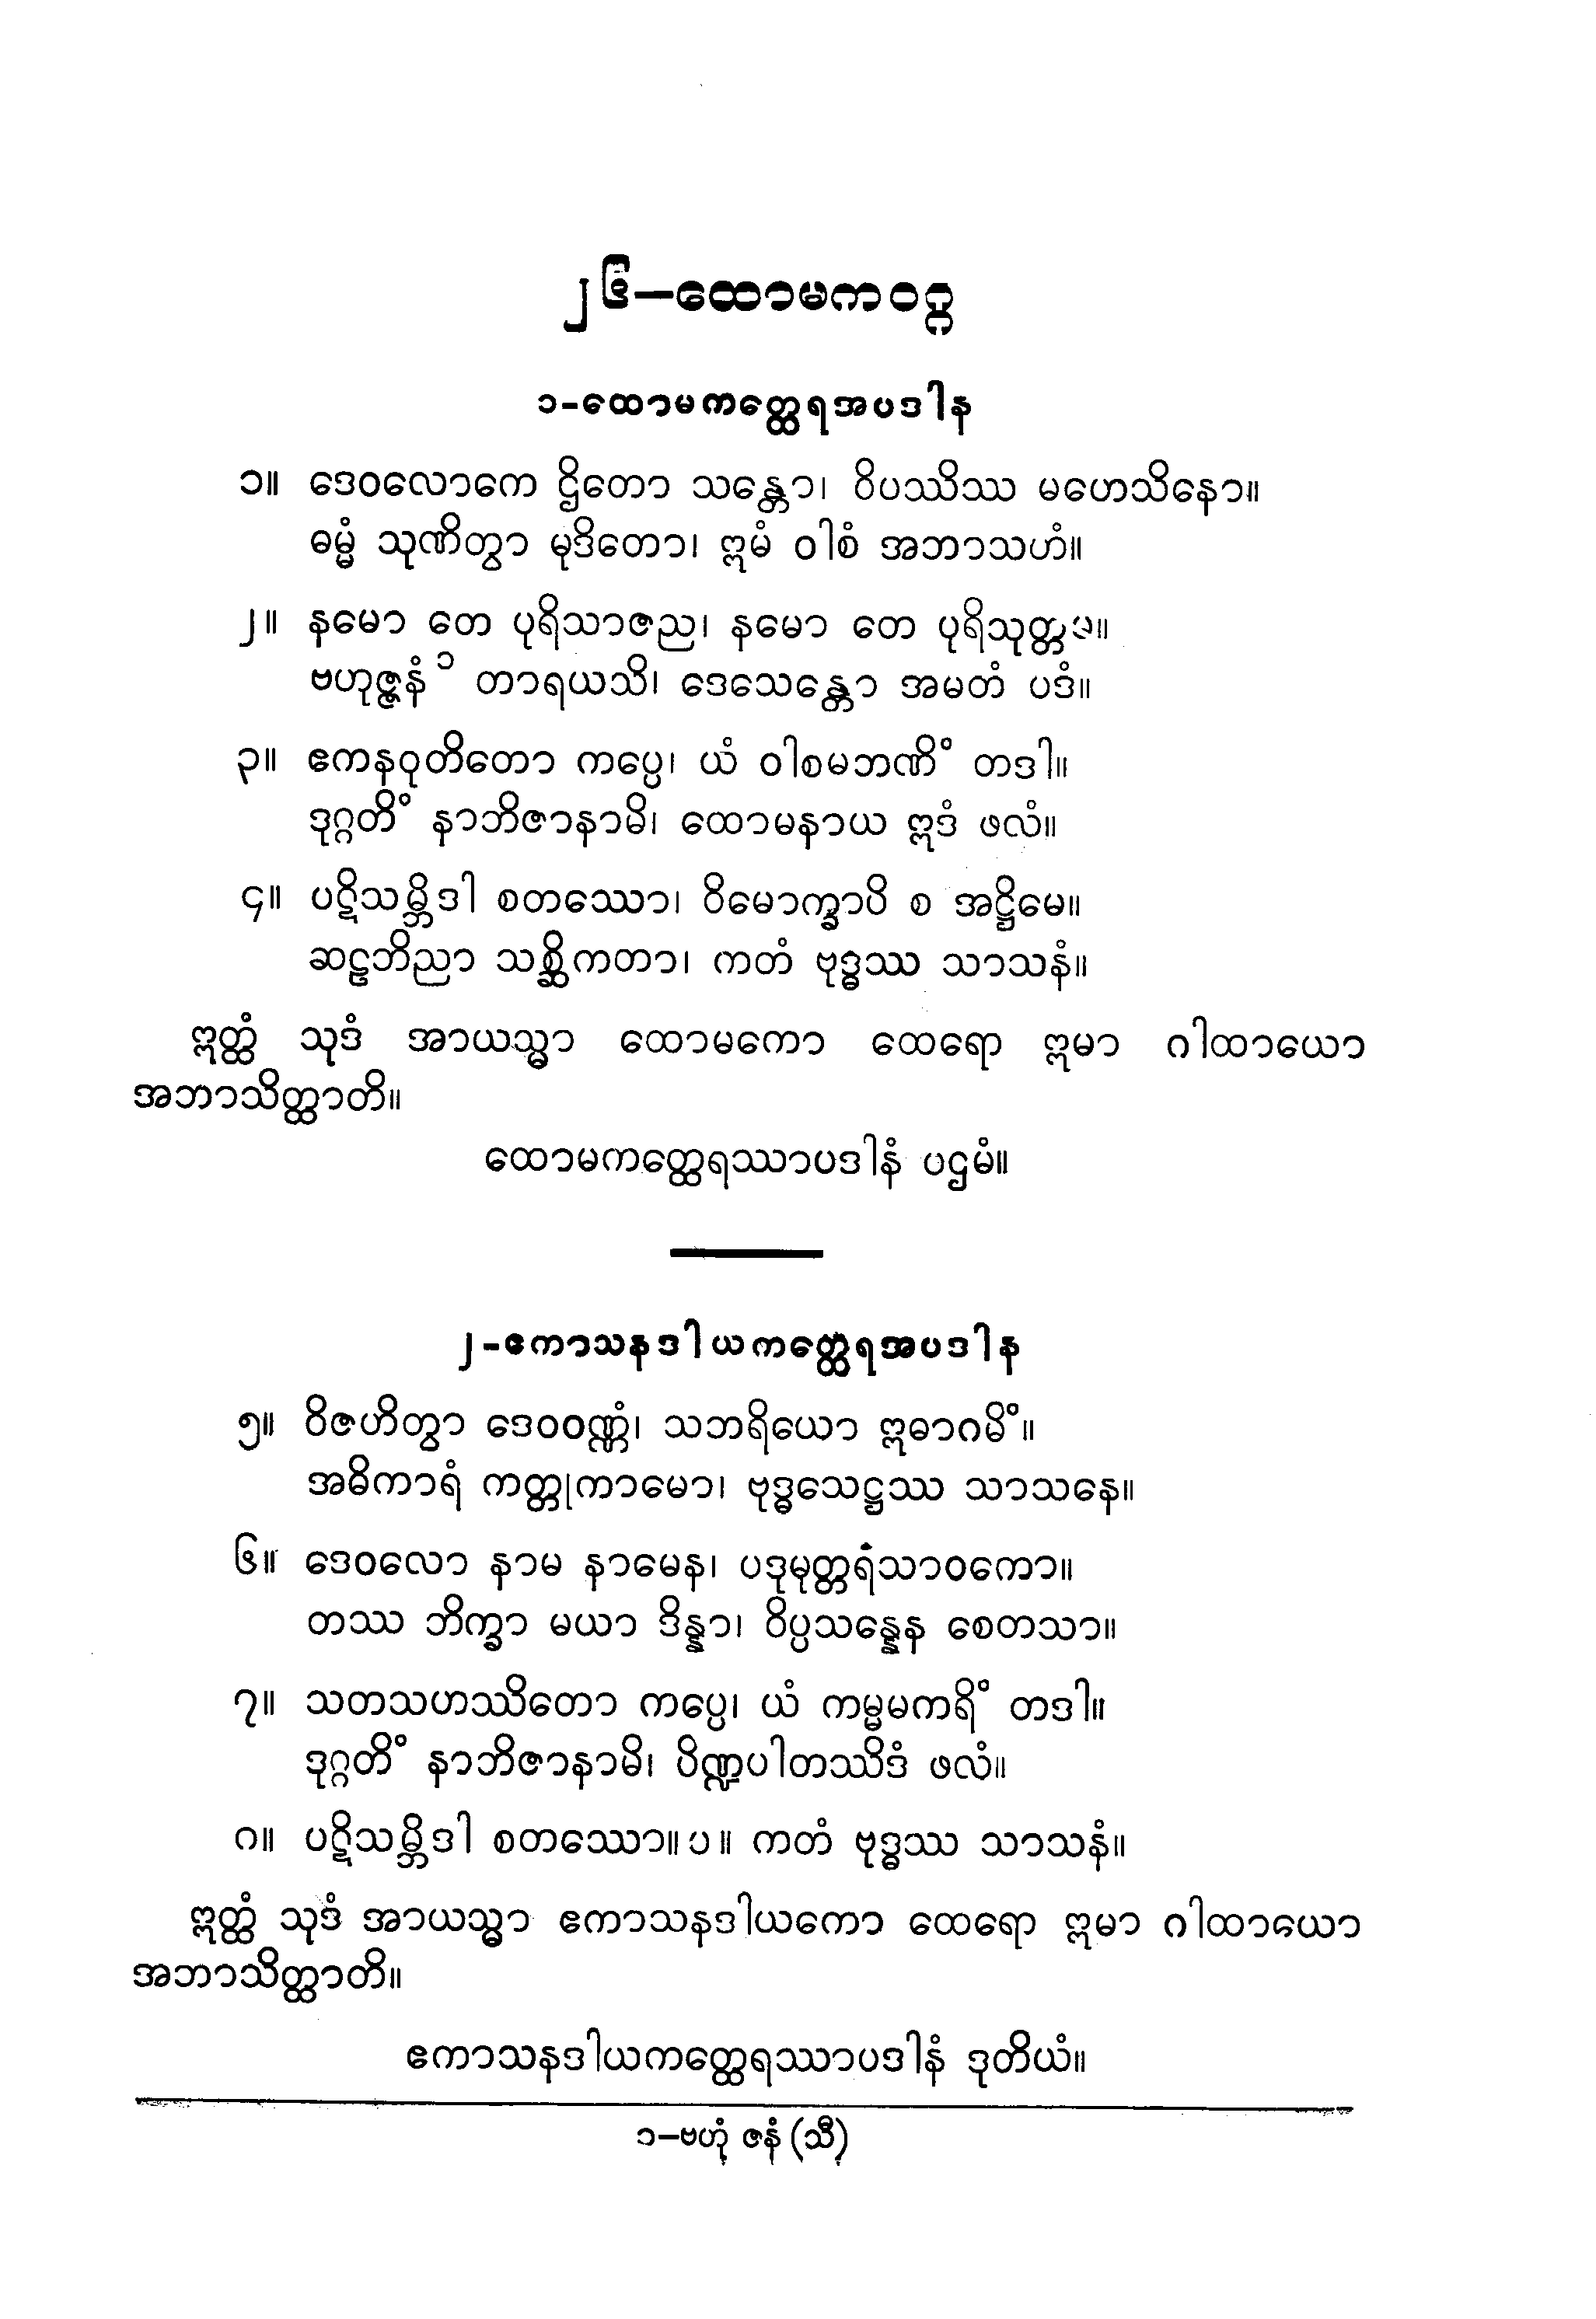 ၂၆–ထောမကဝဂ္ဂ
၁-ထောမကတ္ထေရအပဒါန
၁။ ဒေဝလောကေ ဌိတော သန္တော၊ ဝိပဿိဿ မဟေသိနော။
ဓမ္မံ သုဏိတွာ မုဒိတော၊ ဣမံ ဝါစံ အဘာသဟံ။
၂။ နမော တေ ပုရိသာဇည၊ နမော တေ ပုရိသုတ္တမ။
ဗဟုဇ္ဇနံ၁ တာရယသိ၊ ဒေသေန္တော အမတံ ပဒံ။
၃။ ဧကနဝုတိတော ကပ္ပေ၊ ယံ ဝါစမဘဏိံ တဒါ။
ဒုဂ္ဂတိံ နာဘိဇာနာမိ၊ ထောမနာယ ဣဒံ ဖလံ။
၄။ ပဋိသမ္ဘိဒါ စတဿော၊ ဝိမောက္ခာပိ စ အဋ္ဌိမေ။
ဆဠဘိညာ သစ္ဆိကတာ၊ ကတံ ဗုဒ္ဓဿ သာသနံ။
ဣတ္ထံ သုဒံ အာယသ္မာ ထောမကော ထေရော ဣမာ ဂါထာယော
အဘာသိတ္ထာတိ။
ထောမကတ္ထေရဿာပဒါနံ ပဌမံ။
၂-ဧကာသနဒါယကတ္ထေရအပဒါန
၅။ ဝိဇဟိတွာ ဒေဝဝဏ္ဏံ၊ သဘရိယော ဣဓာဂမိံ။
အဓိကာရံ ကတ္တုကာမော၊ ဗုဒ္ဓသေဋ္ဌဿ သာသနေ။
၆။ ဒေဝလော နာမ နာမေန၊ ပဒုမုတ္တရံသာဝကော။
တဿ ဘိက္ခာ မယာ ဒိန္နာ၊ ဝိပ္ပသန္နေန စေတသာ။
၇။ သတသဟဿိတော ကပ္ပေ၊ ယံ ကမ္မမကရိံ တဒါ။
ဒုဂ္ဂတိံ နာဘိဇာနာမိ၊ ပိဏ္ဍပါတဿိဒံ ဖလံ။
၈။ ပဋိသမ္ဘိဒါ စတဿော။ပ။ ကတံ ဗုဒ္ဓဿ သာသနံ။
ဣတ္ထံ သုဒံ အာယသ္မာ ဧကာသနဒါယကော ထေရော ဣမာ ဂါထာယော
အဘာသိတ္ထာတိ။
ဧကာသနဒါယကတ္ထေရဿာပဒါနံ ဒုတိယံ။
၁–ဗဟုံ ဇနံ (သီ)